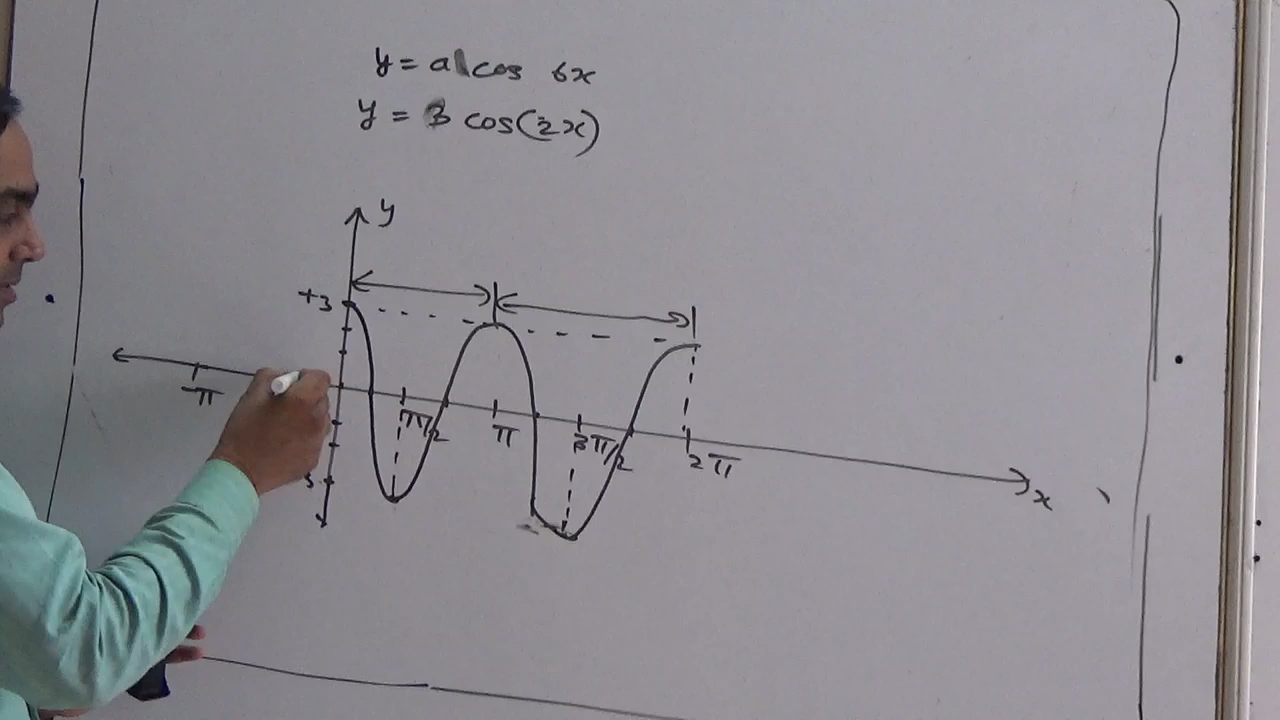 y = a cos bx
y = 3 cos(2x)
y
+3
-π
π/2
π
3π/2
2π
x